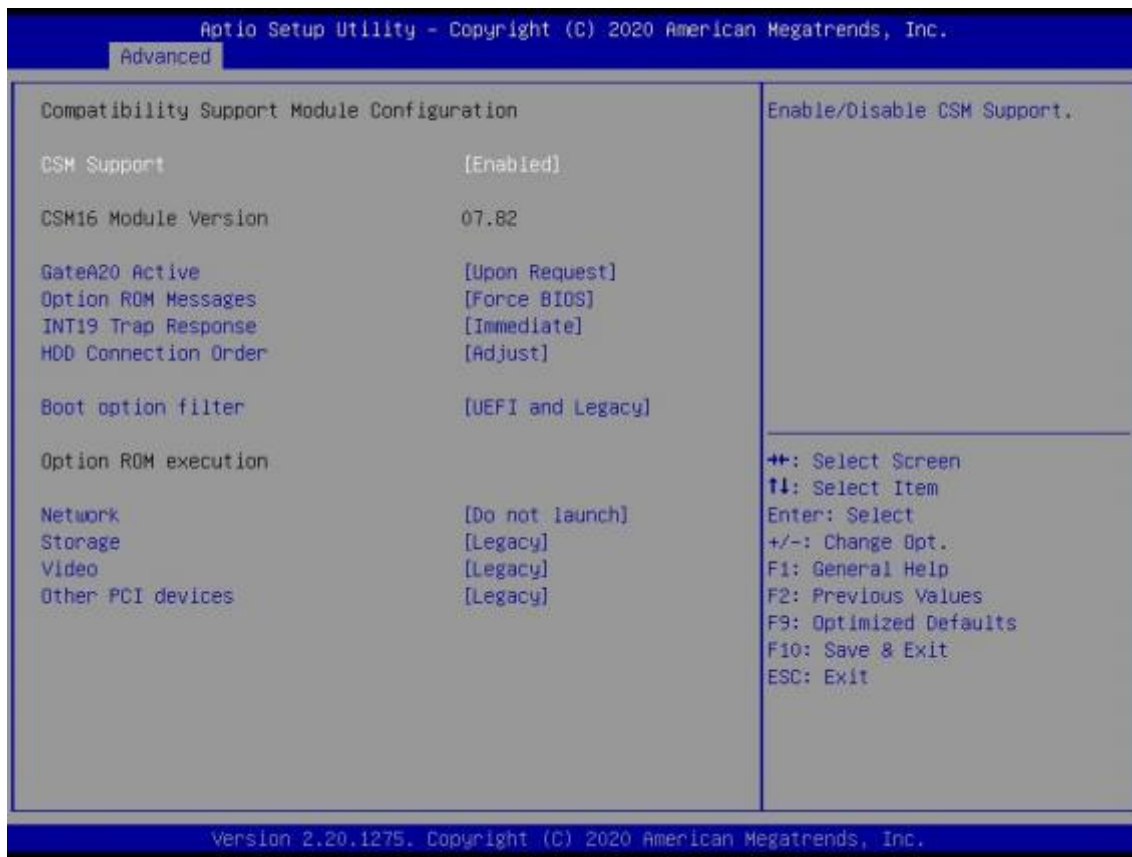 Aptio Setup Utility - Copyright (C) 2020 American Megatrends, Inc.
Advanced
Compatibility Support Module Configuration
CSM Support [Enabled]
CSM16 Module Version 07.82
GateA20 Active [Upon Request]
Option ROM Messages [Force BIOS]
INT19 Trap Response [Immediate]
HDD Connection Order [Adjust]
Boot option filter [UEFI and Legacy]
Option ROM execution
Network [Do not launch]
Storage [Legacy]
Video [Legacy]
Other PCI devices [Legacy]
Enable/Disable CSM Support.
→←: Select Screen
↑↓: Select Item
Enter: Select
+/-: Change Opt.
F1: General Help
F2: Previous Values
F9: Optimized Defaults
F10: Save & Exit
ESC: Exit
Version 2.20.1275. Copyright (C) 2020 American Megatrends, Inc.